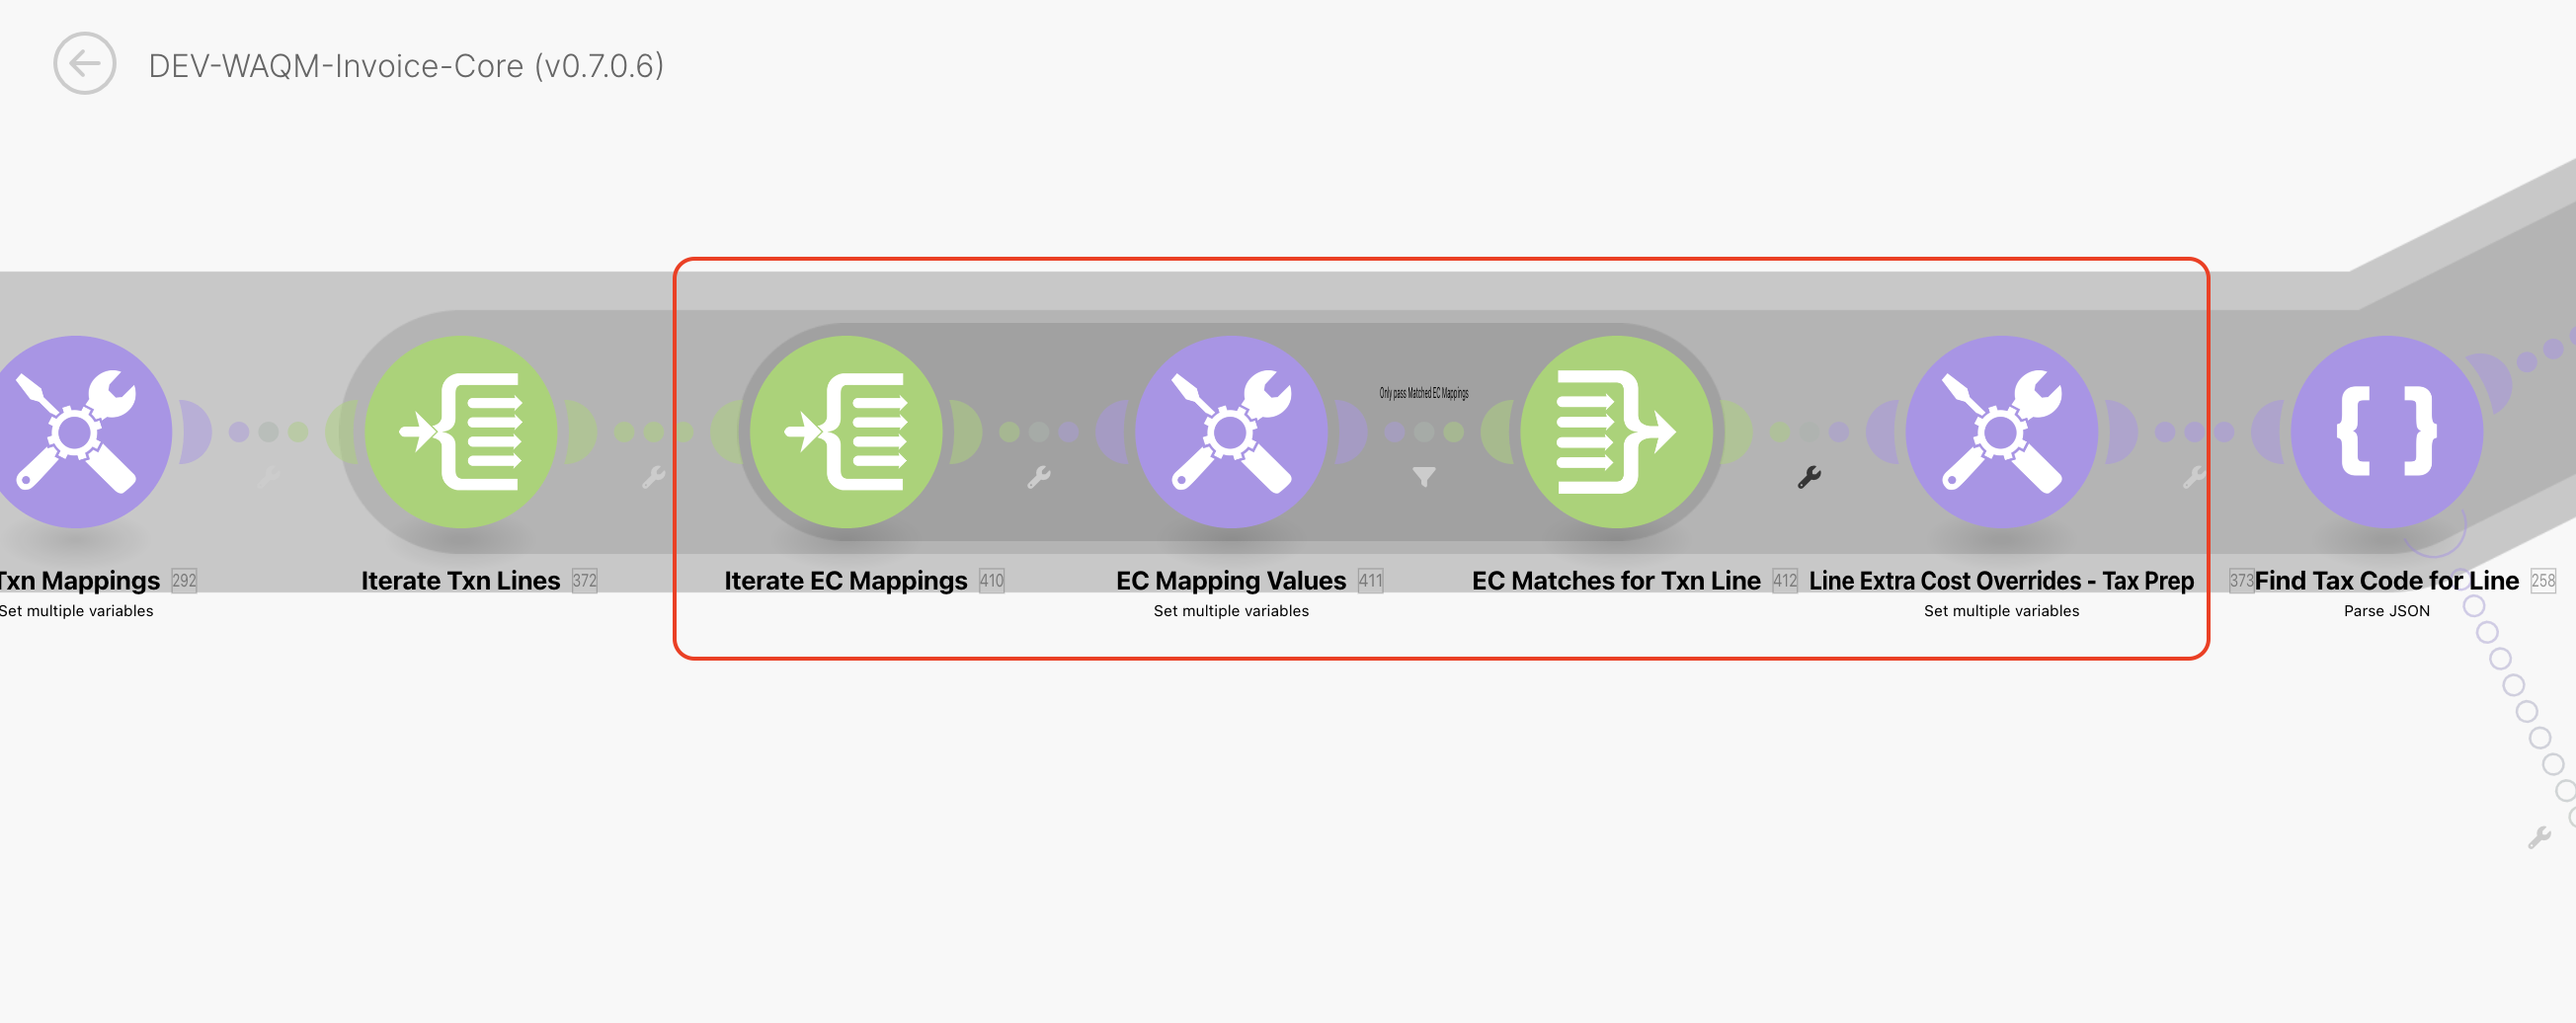 DEV-WAQM-Invoice-Core (v0.7.0.6)
Only pass Matched EC Mappings
Txn Mappings 292
Set multiple variables
Iterate Txn Lines 372
Iterate EC Mappings 410
EC Mapping Values 411
Set multiple variables
EC Matches for Txn Line 412
Line Extra Cost Overrides - Tax Prep 373
Set multiple variables
Find Tax Code for Line 258
Parse JSON